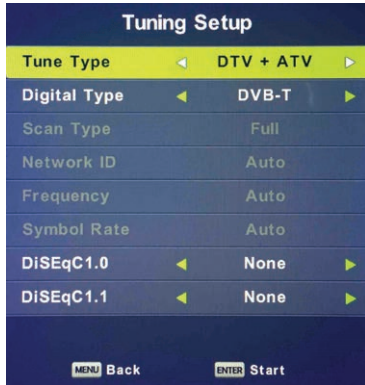 Tuning Setup
Tune Type DTV + ATV
Digital Type DVB-T
Scan Type Full
Network ID Auto
Frequency Auto
Symbol Rate Auto
DiSEqC1.0 None
DiSEqC1.1 None
MENU Back ENTER Start